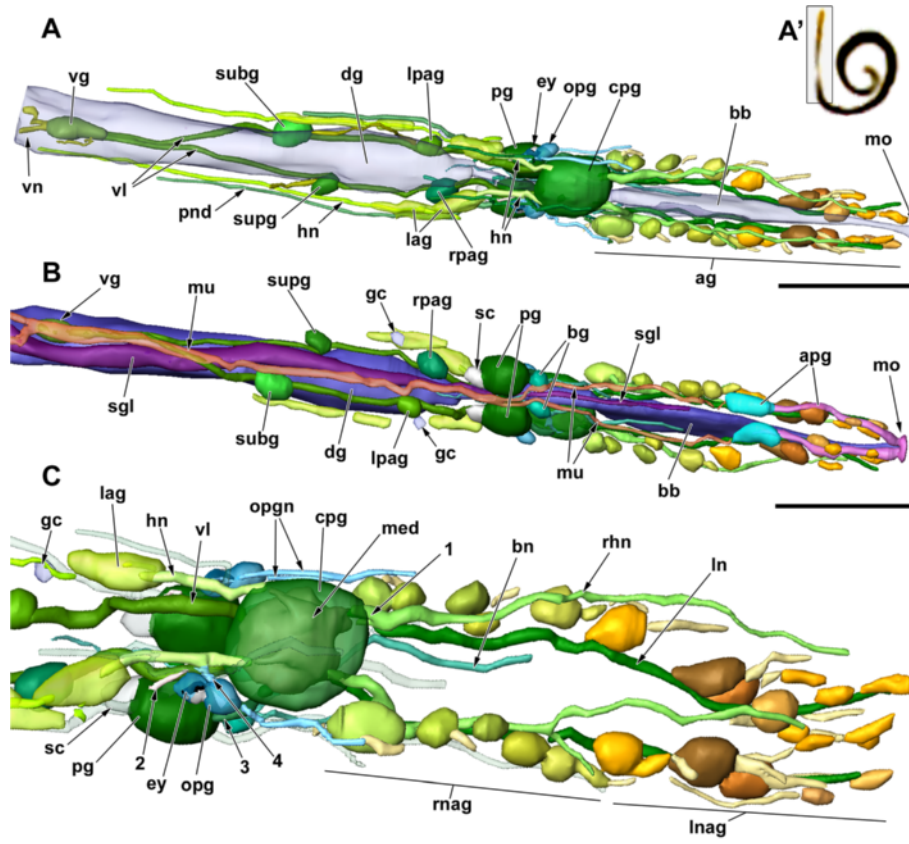 A
A'
vg
subg
dg
lpag
pg
ey
opg
cpg
bb
mo
vn
vl
pnd
hn
supg
lag
rpag
hn
ag
B
vg
mu
supg
gc
rpag
sc
pg
bg
sgl
apg
mo
sgl
subg
dg
lpag
gc
mu
bb
C
gc
lag
hn
vl
opgn
cpg
med
1
bn
rhn
ln
sc
pg
2
ey
opg
3
4
rnag
lnag